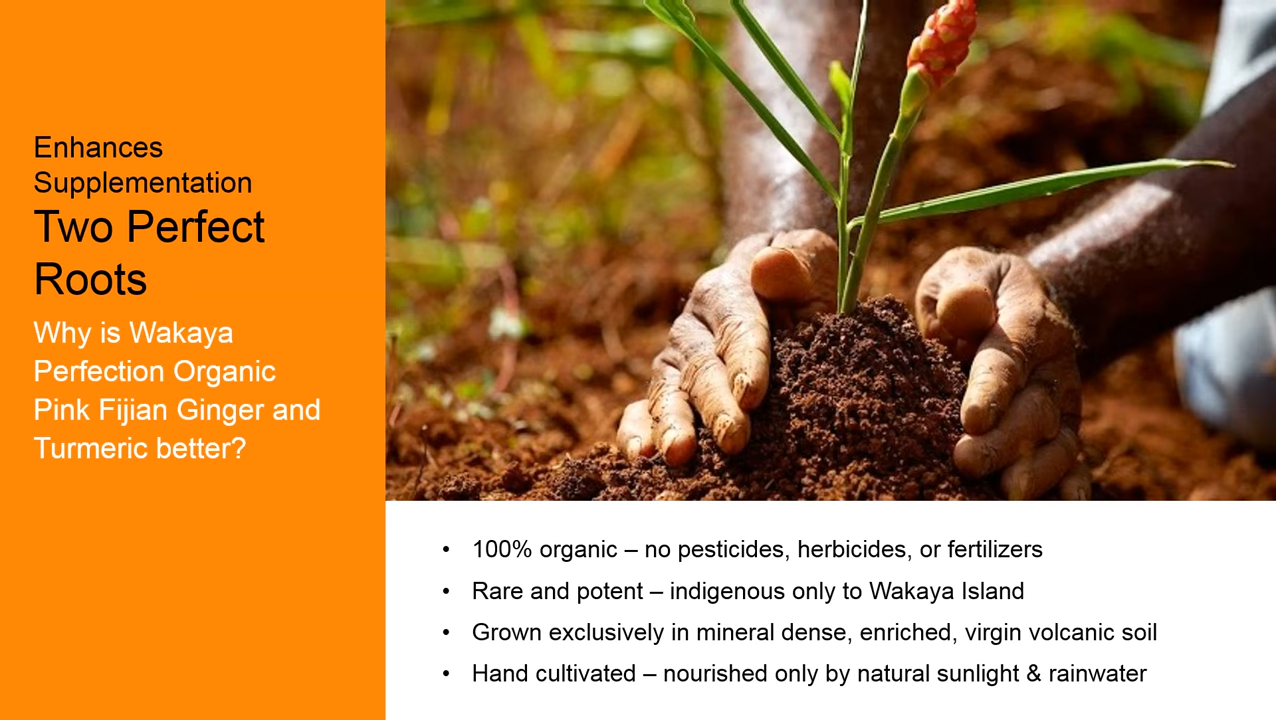 Enhances
Supplementation
Two Perfect
Roots
Why is Wakaya
Perfection Organic
Pink Fijian Ginger and
Turmeric better?
• 100% organic – no pesticides, herbicides, or fertilizers
• Rare and potent – indigenous only to Wakaya Island
• Grown exclusively in mineral dense, enriched, virgin volcanic soil
• Hand cultivated – nourished only by natural sunlight & rainwater